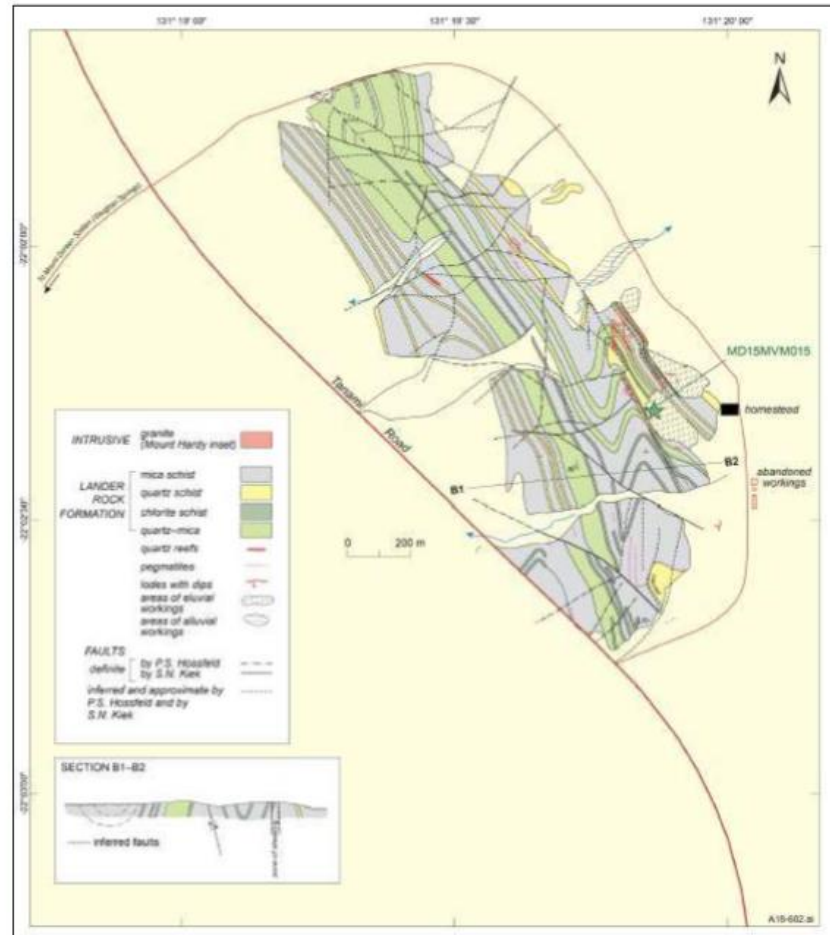 131° 19' 00"
131° 19' 30"
131° 20' 00"
N
-22°02'00"
-22°02'30"
-22°03'00"
MD15MVM015
homestead
abandoned
workings
Tanami
Road
B1
B2
0 200 m
INTRUSIVE
granite
(Mount Hardy inset)
LANDER
ROCK
FORMATION
mica schist
quartz schist
chlorite schist
quartz–mica
quartz reefs
pegmatites
lodes with dips
areas of eluvial
workings
areas of alluvial
workings
FAULTS
definite
by P.S. Hossfeld
by S.N. Kiek
inferred and approximate by
P.S. Hossfeld and by
S.N. Kiek
SECTION B1–B2
inferred faults
A15-602.ai